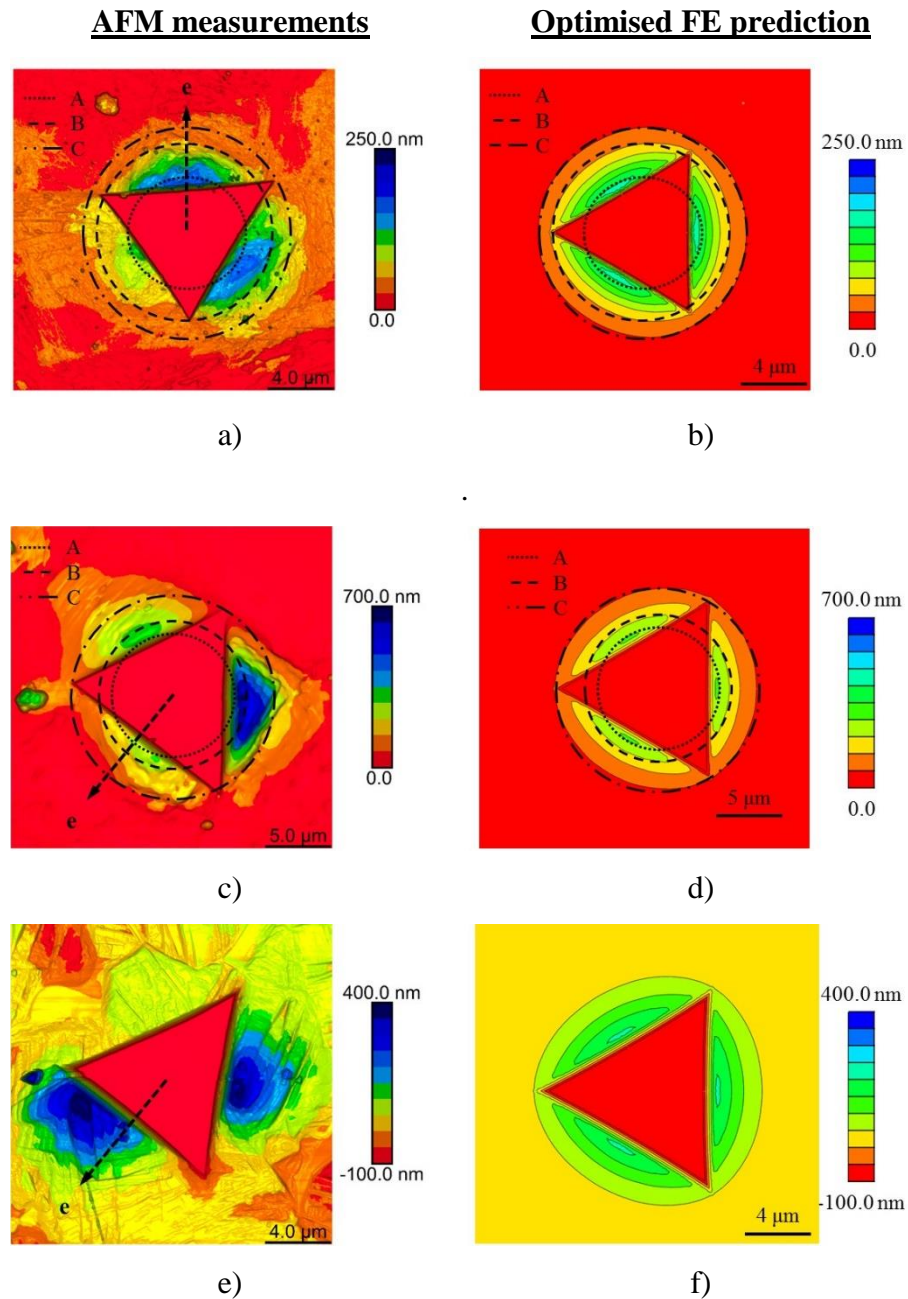 AFM measurements
Optimised FE prediction
A
B
C
e
250.0 nm
0.0
4.0 µm
a)
A
B
C
250.0 nm
0.0
4 µm
b)
.
A
B
C
e
700.0 nm
0.0
5.0 µm
c)
A
B
C
700.0 nm
0.0
5 µm
d)
e
400.0 nm
-100.0 nm
4.0 µm
e)
400.0 nm
-100.0 nm
4 µm
f)